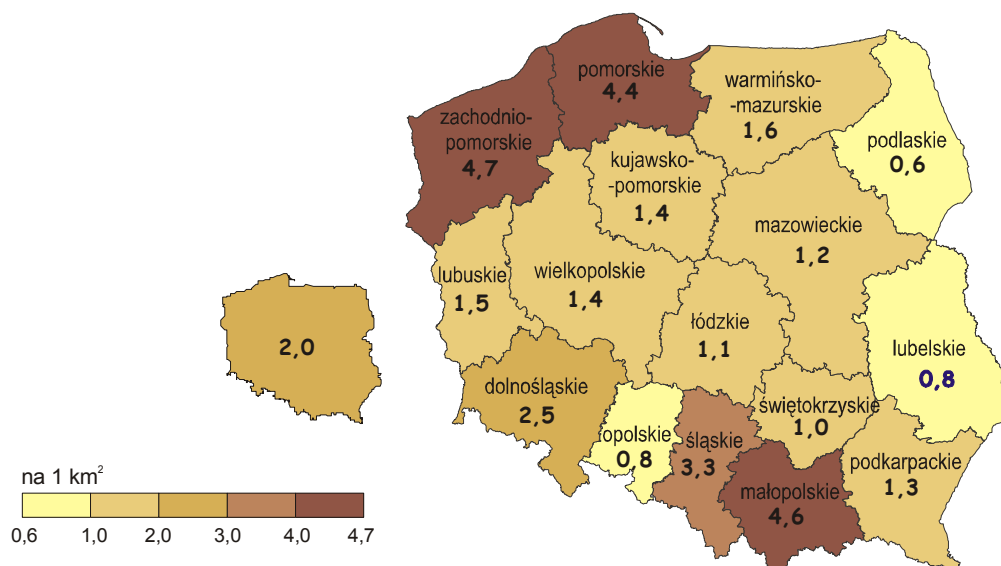 pomorskie
4,4
warmińsko-
-mazurskie
1,6
zachodnio-
pomorskie
4,7
podlaskie
0,6
kujawsko-
-pomorskie
1,4
mazowieckie
1,2
lubuskie
1,5
wielkopolskie
1,4
łódzkie
1,1
lubelskie
0,8
2,0
dolnośląskie
2,5
świętokrzyskie
1,0
opolskie
0,8
śląskie
3,3
podkarpackie
1,3
małopolskie
4,6
na 1 km²
0,6 1,0 2,0 3,0 4,0 4,7